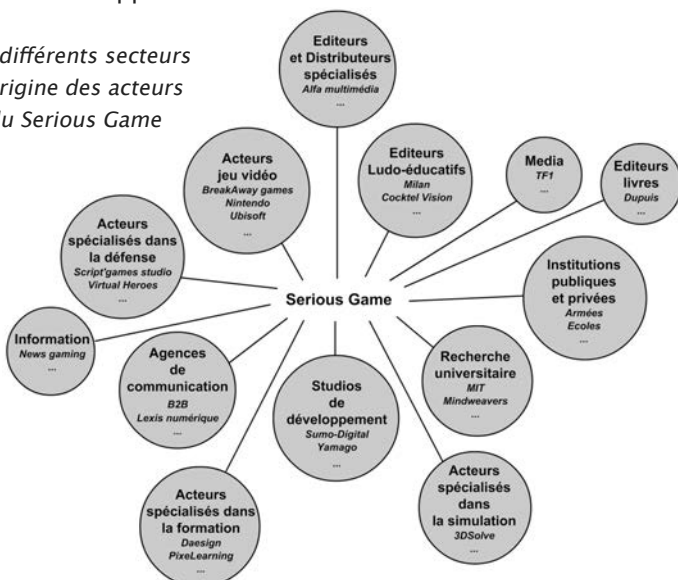 différents secteurs
rigine des acteurs
du Serious Game
Editeurs
et Distributeurs
spécialisés
Alfa multimédia
...
Acteurs
jeu vidéo
BreakAway games
Nintendo
Ubisoft
...
Editeurs
Ludo-éducatifs
Milan
Cocktel Vision
...
Media
TF1
...
Editeurs
livres
Dupuis
...
Acteurs
spécialisés dans
la défense
Script'games studio
Virtual Heroes
...
Serious Game
Institutions
publiques
et privées
Armées
Ecoles
...
Information
News gaming
...
Agences
de
communication
B2B
Lexis numérique
...
Studios
de
développement
Sumo-Digital
Yamago
...
Recherche
universitaire
MIT
Mindweavers
...
Acteurs
spécialisés dans
la formation
Daesign
PixeLearning
...
Acteurs
spécialisés
dans
la simulation
3DSolve
...